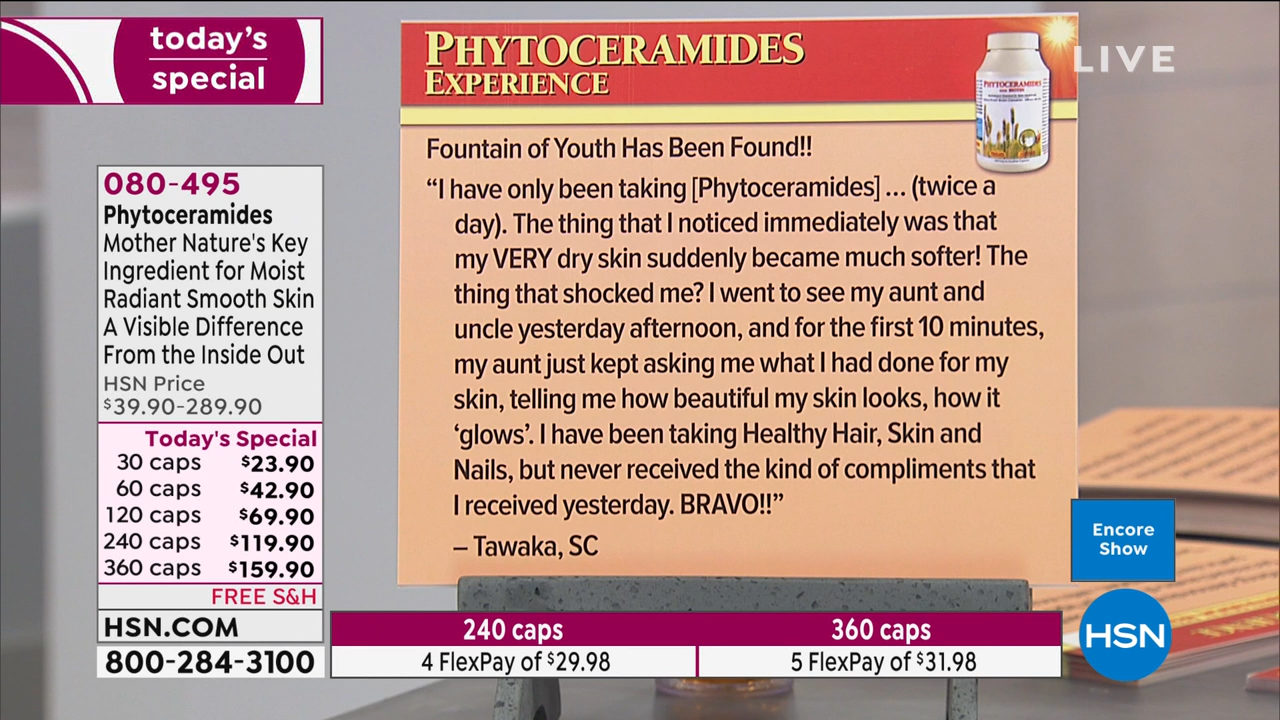 today's
special
080-495
Phytoceramides
Mother Nature's Key
Ingredient for Moist
Radiant Smooth Skin
A Visible Difference
From the Inside Out
HSN Price
$39.90-289.90
Today's Special
30 caps $23.90
60 caps $42.90
120 caps $69.90
240 caps $119.90
360 caps $159.90
FREE S&H
HSN.COM
800-284-3100
PHYTOCERAMIDES
EXPERIENCE
PHYTOCERAMIDES
LIVE
Fountain of Youth Has Been Found!!
“I have only been taking [Phytoceramides] ... (twice a
day). The thing that I noticed immediately was that
my VERY dry skin suddenly became much softer! The
thing that shocked me? I went to see my aunt and
uncle yesterday afternoon, and for the first 10 minutes,
my aunt just kept asking me what I had done for my
skin, telling me how beautiful my skin looks, how it
‘glows’. I have been taking Healthy Hair, Skin and
Nails, but never received the kind of compliments that
I received yesterday. BRAVO!!”
– Tawaka, SC
Encore
Show
HSN
240 caps 360 caps
4 FlexPay of $29.98 5 FlexPay of $31.98